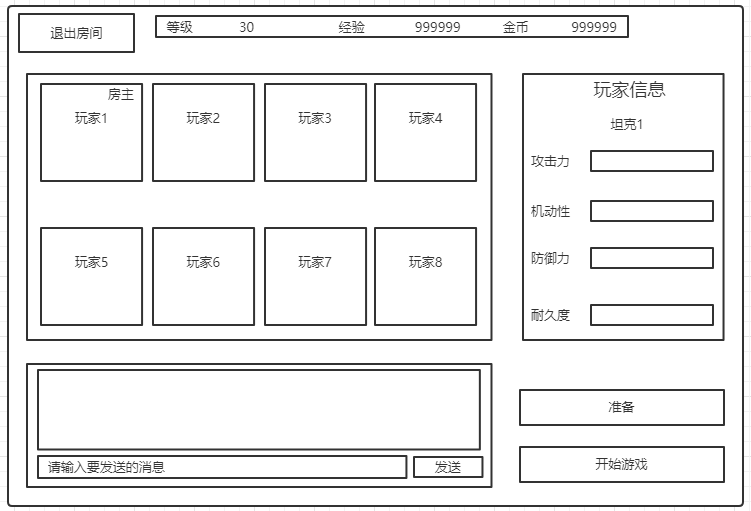 退出房间
等级 30 经验 999999 金币 999999
房主
玩家1 玩家2 玩家3 玩家4
玩家5 玩家6 玩家7 玩家8
玩家信息
坦克1
攻击力
机动性
防御力
耐久度
请输入要发送的消息 发送
准备
开始游戏